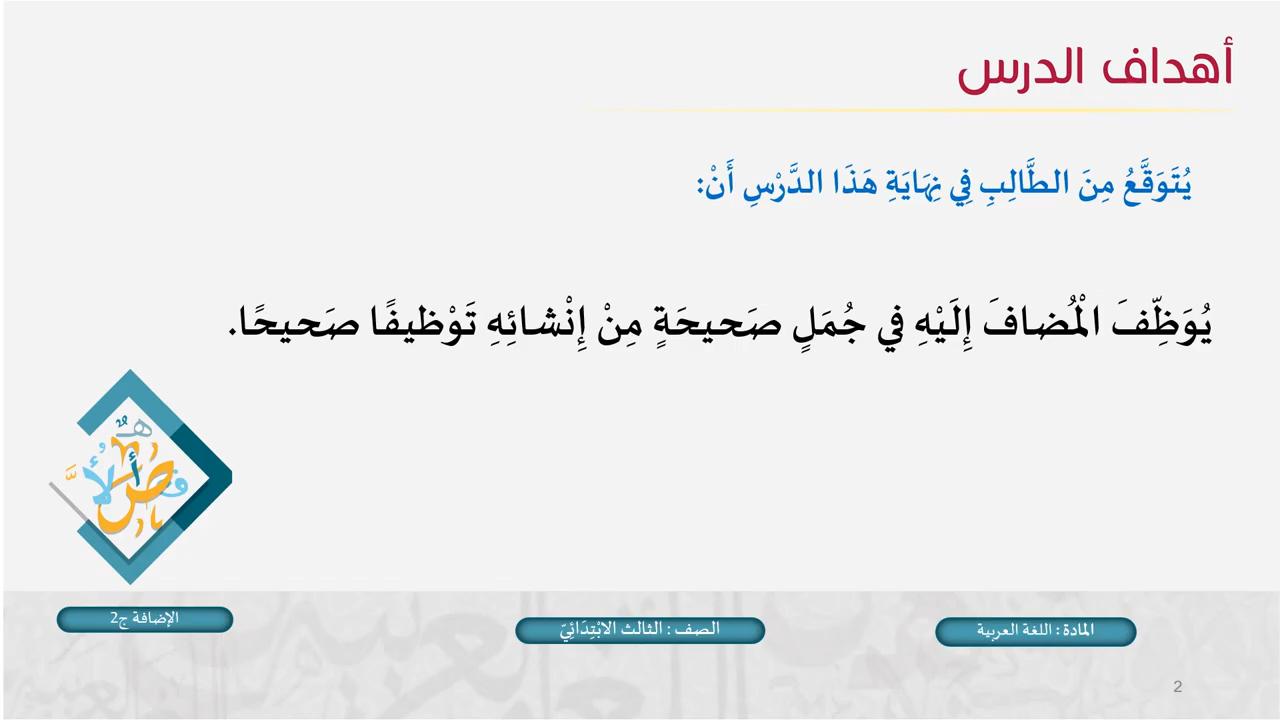 أهداف الدرس
يُتَوَقَّعُ مِنَ الطَّالِبِ فِي نِهَايَةِ هَذَا الدَّرْسِ أَنْ:
يُوَظِّفَ الْمُضافَ إِلَيْهِ في جُمَلٍ صَحيحَةٍ مِنْ إِنْشائِهِ تَوْظيفًا صَحيحًا.
المادة : اللغة العربية
الصف : الثالث الابْتِدَائِيّ
الإضافة ج2
2